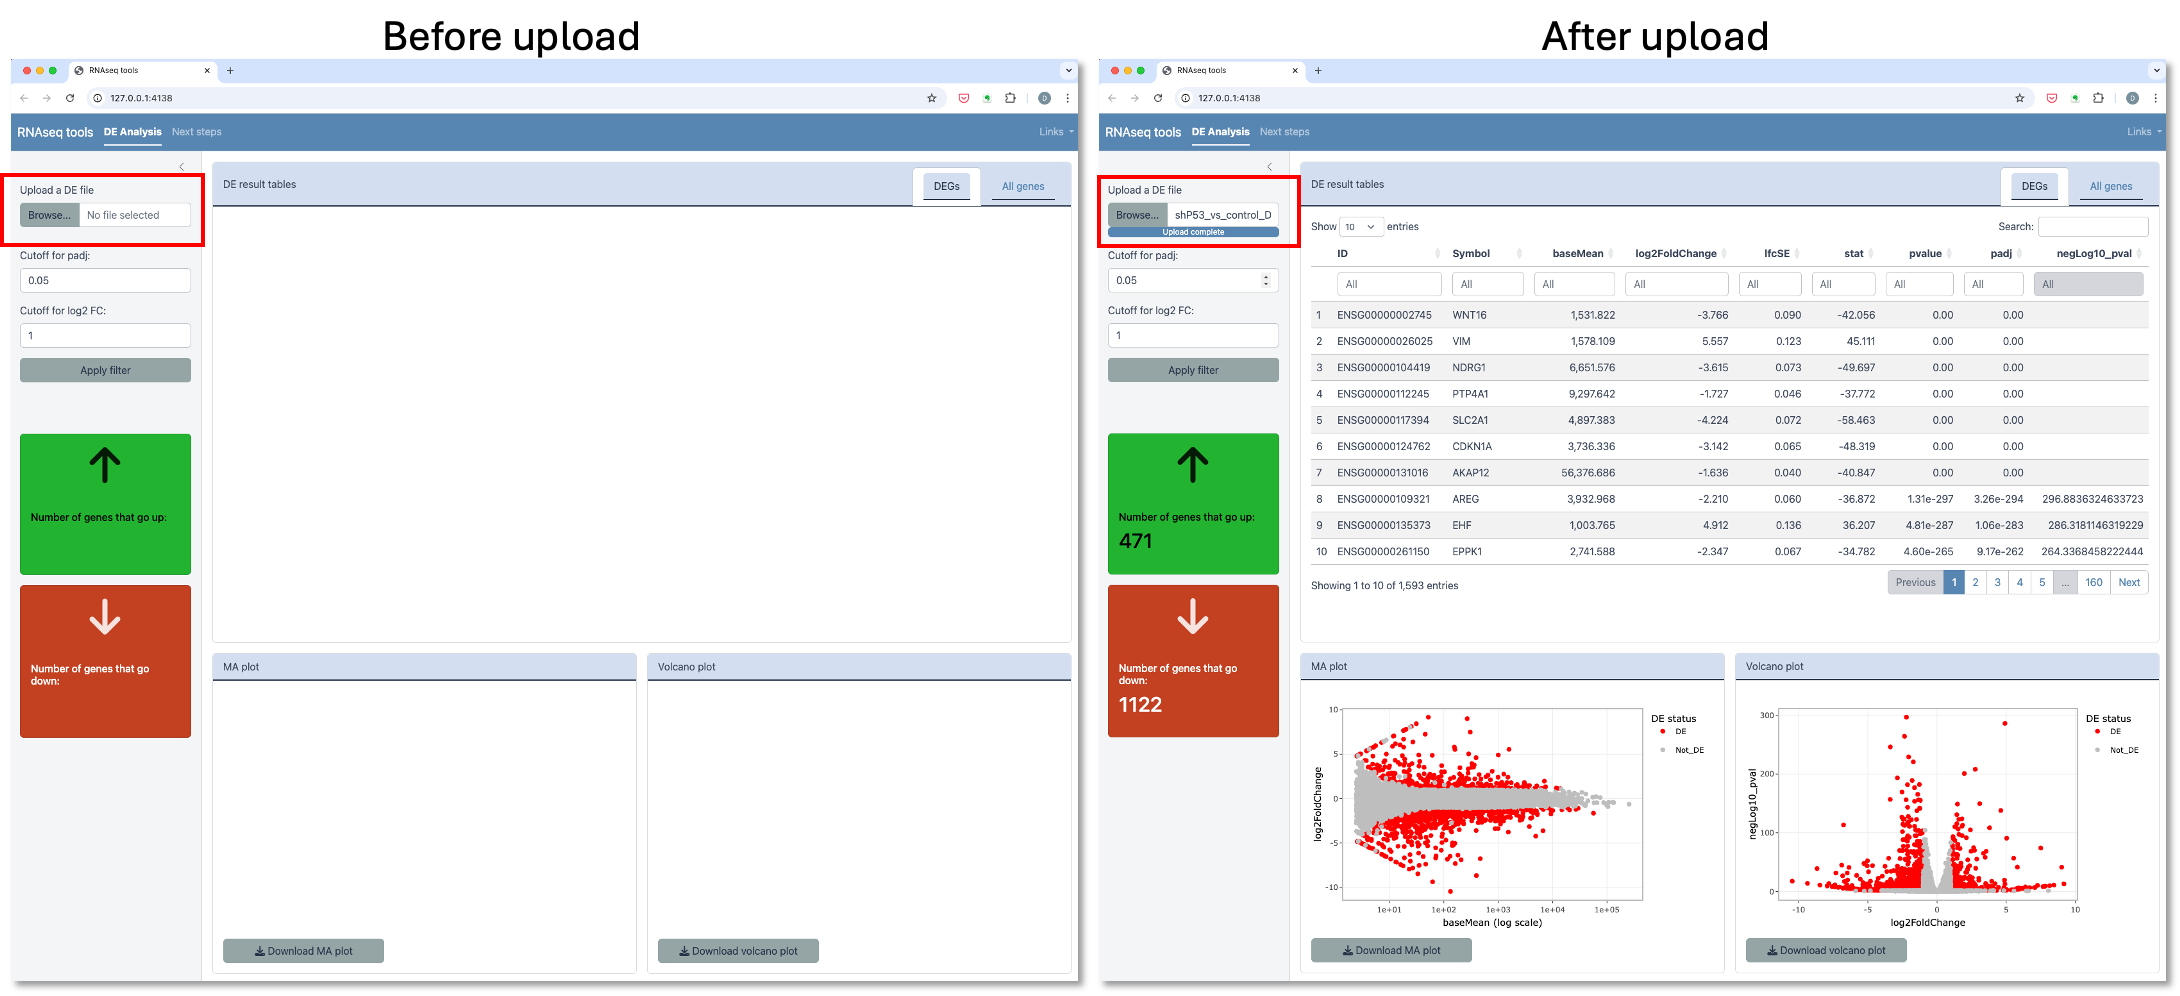 Before upload
RNAseq tools
127.0.0.1:4138
D
RNAseq tools DE Analysis Next steps Links
Upload a DE file
Browse... No file selected
Cutoff for padj:
0.05
Cutoff for log2 FC:
1
Apply filter
Number of genes that go up:
Number of genes that go
down:
DE result tables DEGs All genes
MA plot
Download MA plot
Volcano plot
Download volcano plot
After upload
RNAseq tools
127.0.0.1:4138
D
RNAseq tools DE Analysis Next steps Links
Upload a DE file
Browse... shP53_vs_control_D
Upload complete
Cutoff for padj:
0.05
Cutoff for log2 FC:
1
Apply filter
Number of genes that go up:
471
Number of genes that go
down:
1122
DE result tables DEGs All genes
Show 10 entries Search:
ID Symbol baseMean log2FoldChange lfcSE stat pvalue padj negLog10_pval
All All All All All All All All All
1 ENSG00000002745 WNT16 1,531.822 -3.766 0.090 -42.056 0.00 0.00
2 ENSG00000026025 VIM 1,578.109 5.557 0.123 45.111 0.00 0.00
3 ENSG00000104419 NDRG1 6,651.576 -3.615 0.073 -49.697 0.00 0.00
4 ENSG00000112245 PTP4A1 9,297.642 -1.727 0.046 -37.772 0.00 0.00
5 ENSG00000117394 SLC2A1 4,897.383 -4.224 0.072 -58.463 0.00 0.00
6 ENSG00000124762 CDKN1A 3,736.336 -3.142 0.065 -48.319 0.00 0.00
7 ENSG00000131016 AKAP12 56,376.686 -1.636 0.040 -40.847 0.00 0.00
8 ENSG00000109321 AREG 3,932.968 -2.210 0.060 -36.872 1.31e-297 3.26e-294 296.8836324633723
9 ENSG00000135373 EHF 1,003.765 4.912 0.136 36.207 4.81e-287 1.06e-283 286.3181146319229
10 ENSG00000261150 EPPK1 2,741.588 -2.347 0.067 -34.782 4.60e-265 9.17e-262 264.3368458222444
Showing 1 to 10 of 1,593 entries Previous 1 2 3 4 5 ... 160 Next
MA plot
10
5
0
-5
-10
log2FoldChange
1e+01 1e+02 1e+03 1e+04 1e+05
baseMean (log scale)
DE status
DE
Not_DE
Download MA plot
Volcano plot
300
200
100
0
negLog10_pval
-10 -5 0 5 10
log2FoldChange
DE status
DE
Not_DE
Download volcano plot